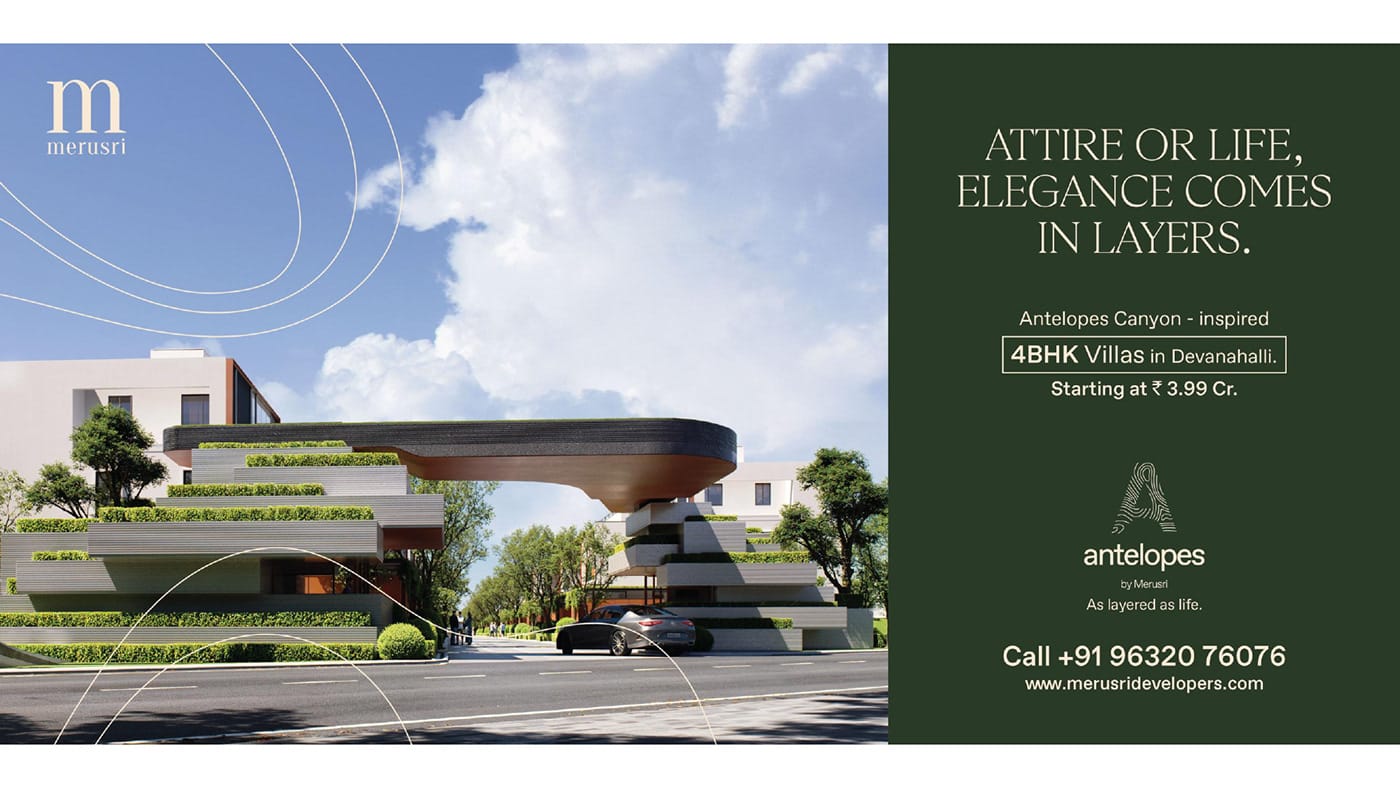 m
merusri
ATTIRE OR LIFE,
ELEGANCE COMES
IN LAYERS.
Antelopes Canyon - inspired
4BHK Villas in Devanahalli.
Starting at ₹ 3.99 Cr.
antelopes
by Merusri
As layered as life.
Call +91 96320 76076
www.merusridevelopers.com